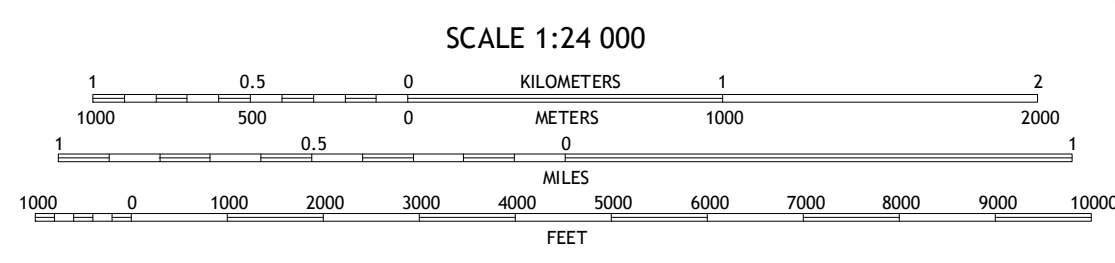 SCALE 1:24 000
1 0.5 0 KILOMETERS 1 2
1000 500 0 METERS 1000 2000
1 0.5 0 1
MILES
1000 0 1000 2000 3000 4000 5000 6000 7000 8000 9000 10000
FEET